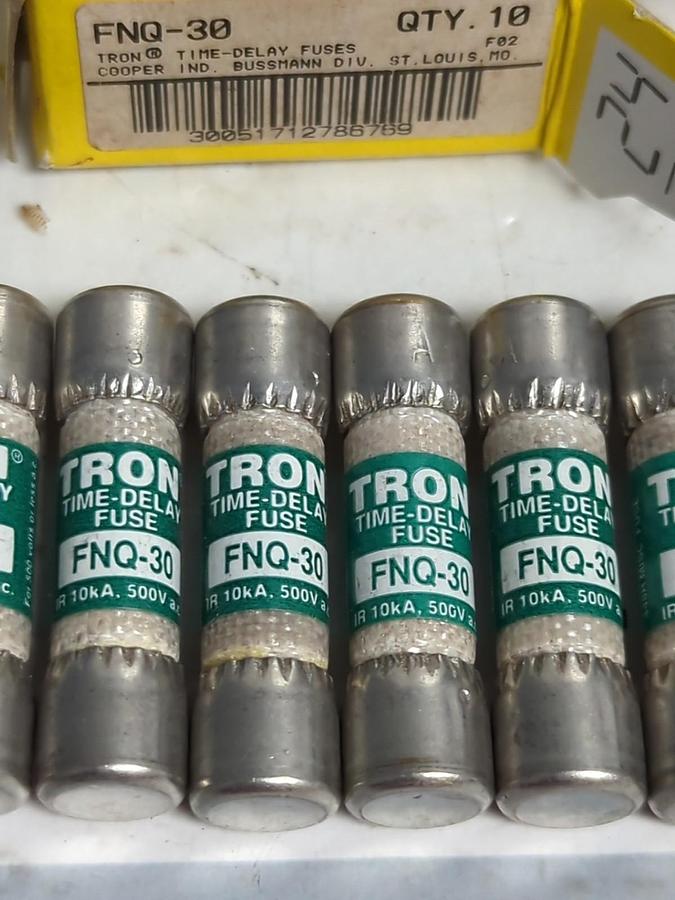 FNQ-30 QTY. 10
TRON® TIME-DELAY FUSES F02
COOPER IND. BUSSMANN DIV. ST.LOUIS,MO.
30051712786769
24
TRON
TIME-DELAY
FUSE
FNQ-30
IR 10kA, 500V a.
TRON
TIME-DELAY
FUSE
FNQ-30
IR 10kA, 500V a.
TRON
TIME-DELAY
FUSE
FNQ-30
IR 10kA, 500V a.c
TRON
TIME-DELAY
FUSE
FNQ-30
IR 10kA, 500V a